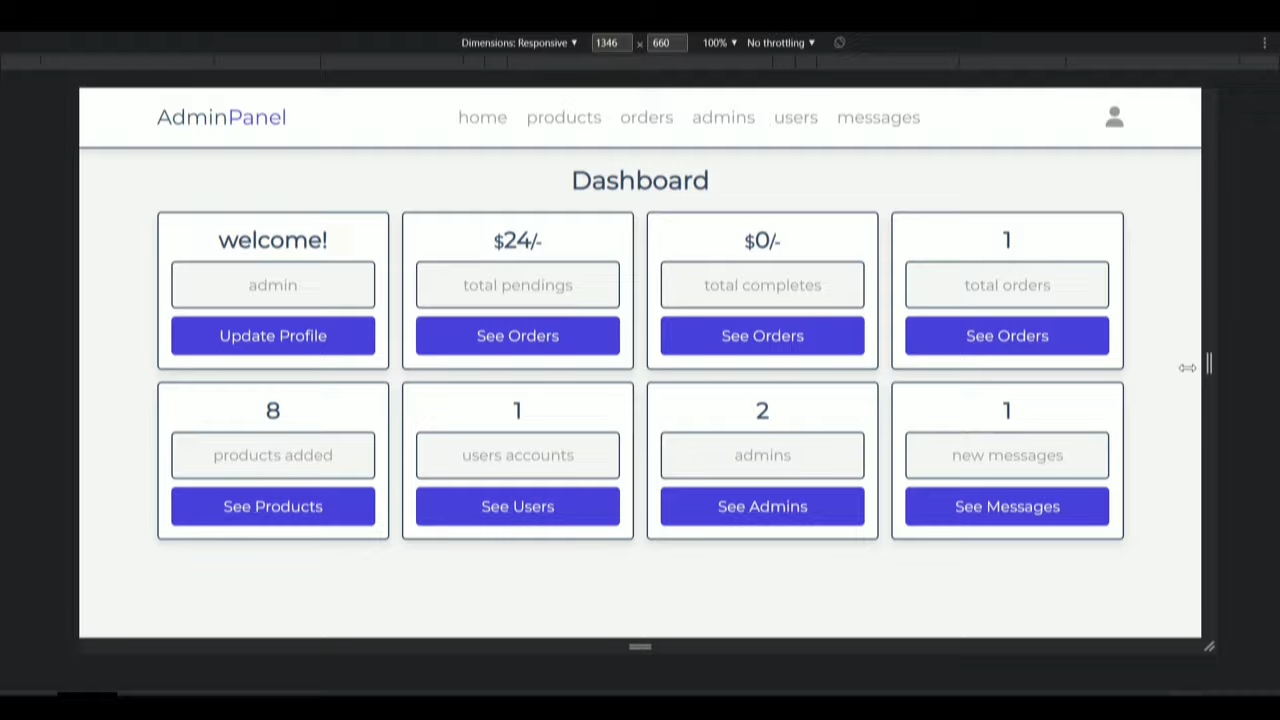 Dimensions: Responsive ▼ 1346 × 660 100% ▼ No throttling ▼
AdminPanel home products orders admins users messages
Dashboard
welcome! $24/- $0/- 1
admin total pendings total completes total orders
Update Profile See Orders See Orders See Orders
8 1 2 1
products added users accounts admins new messages
See Products See Users See Admins See Messages